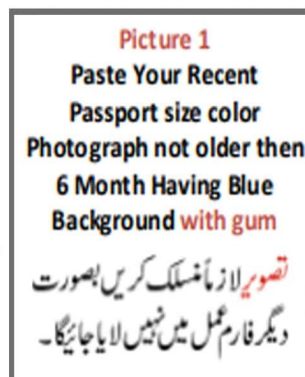 Picture 1
Paste Your Recent
Passport size color
Photograph not older then
6 Month Having Blue
Background with gum
تصویر لازماً منسلک کریں بصورت
دیگر فارم عمل میں نہیں لایا جائیگا۔